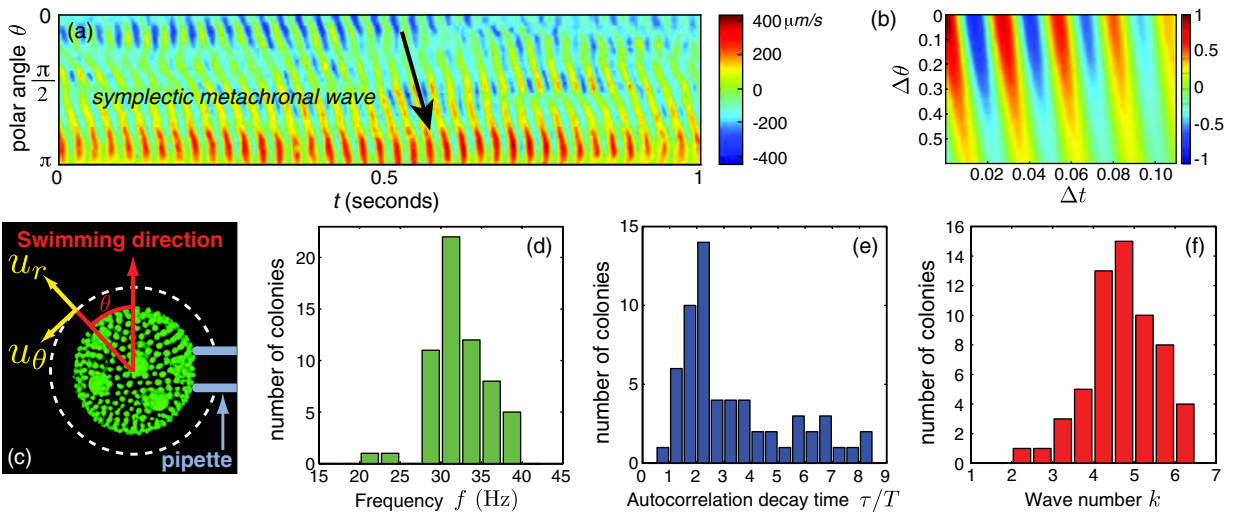 (a)
symplectic metachronal wave
polar angle θ
0
π
2
π
0
0.5
1
t (seconds)
400 μm/s
200
0
-200
-400
(b)
Δθ
0
0.1
0.2
0.3
0.4
0.5
0.02 0.04 0.06 0.08 0.10
Δt
1
0.5
0
-0.5
-1
Swimming direction
u_r
θ
u_θ
(c)
pipette
(d)
number of colonies
20
15
10
5
0
15 20 25 30 35 40 45
Frequency f (Hz)
(e)
number of colonies
15
10
5
0
0 1 2 3 4 5 6 7 8 9
Autocorrelation decay time τ/T
(f)
number of colonies
16
14
12
10
8
6
4
2
0
1 2 3 4 5 6 7
Wave number k